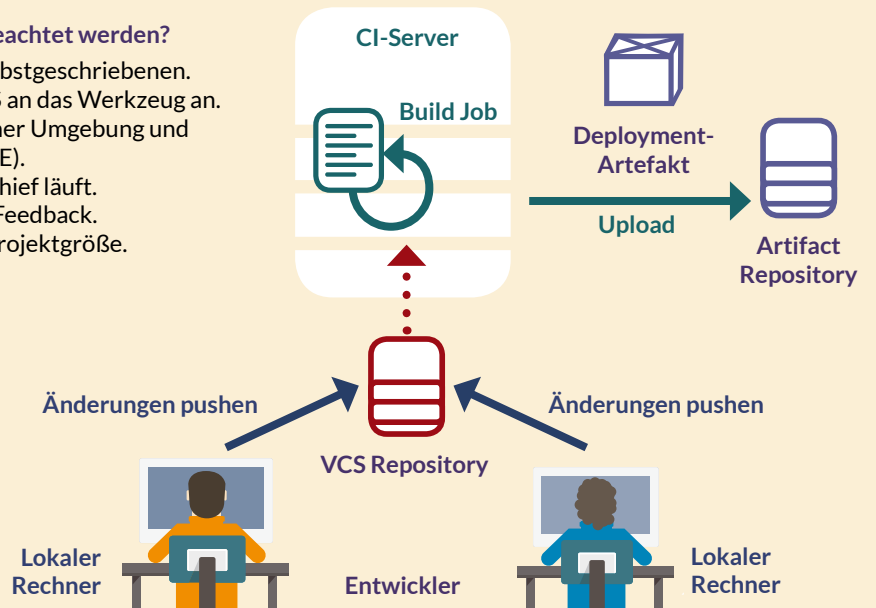 eachtet werden?
bstgeschriebenen.
an das Werkzeug an.
ner Umgebung und
E).
hief läuft.
Feedback.
rojektgröße.
CI-Server
Build Job
Deployment-
Artefakt
Upload
Artifact
Repository
Änderungen pushen
Änderungen pushen
VCS Repository
Lokaler
Rechner
Entwickler
Lokaler
Rechner